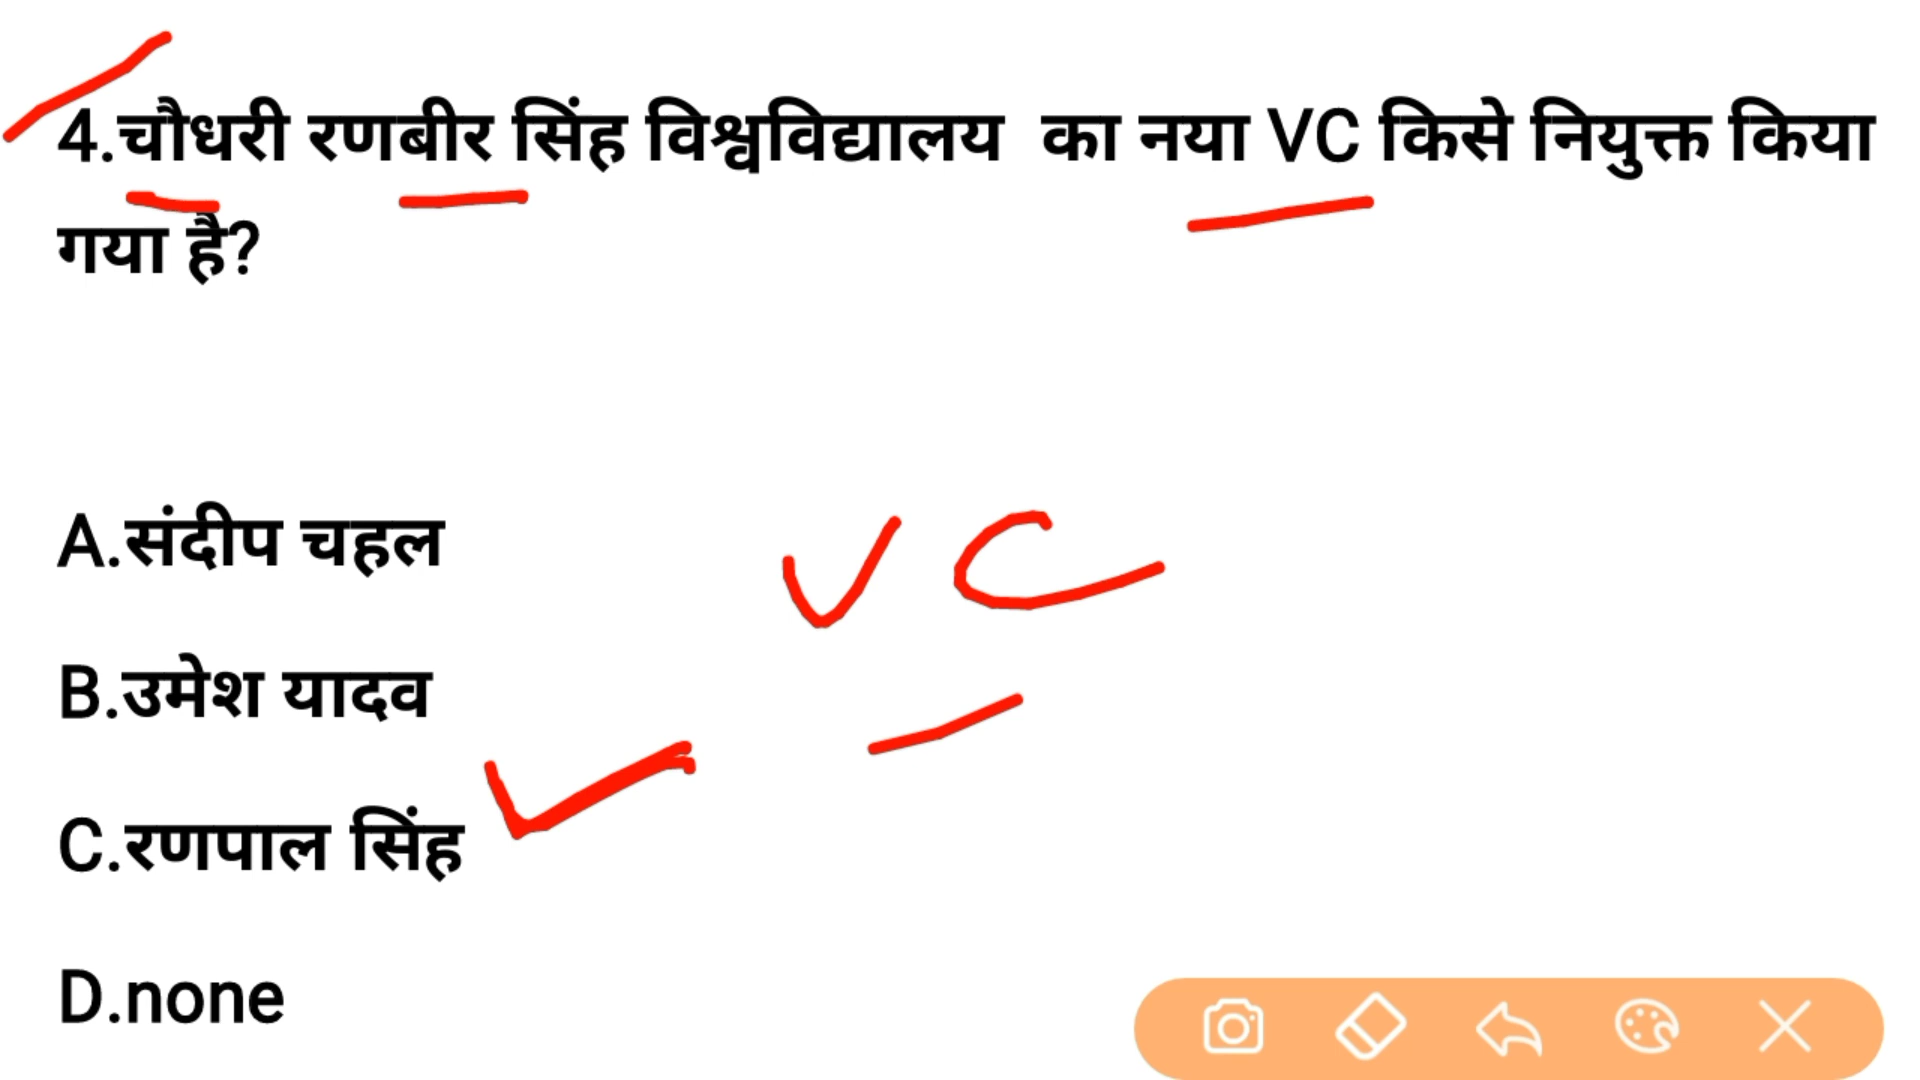 4.चौधरी रणबीर सिंह विश्वविद्यालय का नया VC किसे नियुक्त किया
गया है?
A.संदीप चहल
VC
B.उमेश यादव
C.रणपाल सिंह
D.none